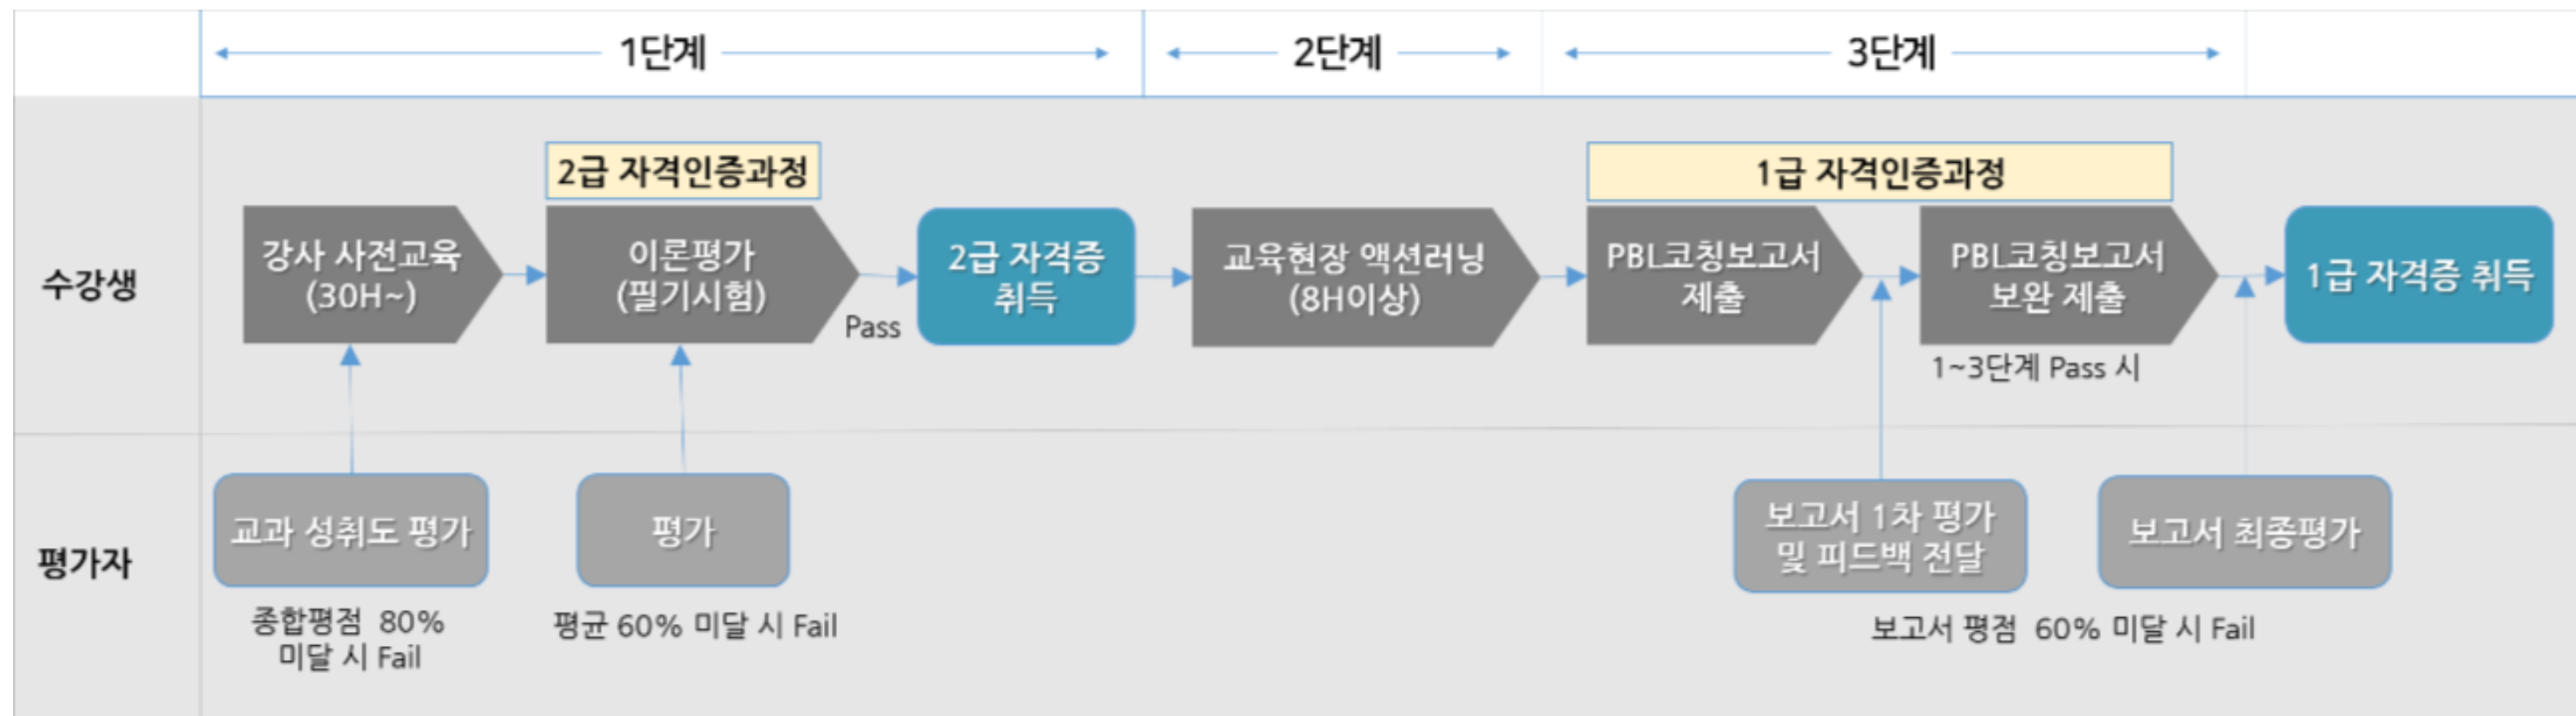 1단계
2단계
3단계
수강생
2급 자격인증과정
강사 사전교육
(30H~)
이론평가
(필기시험)
Pass
2급 자격증
취득
교육현장 액션러닝
(8H이상)
1급 자격인증과정
PBL코칭보고서
제출
PBL코칭보고서
보완 제출
1~3단계 Pass 시
1급 자격증 취득
평가자
교과 성취도 평가
종합평점 80%
미달 시 Fail
평가
평균 60% 미달 시 Fail
보고서 1차 평가
및 피드백 전달
보고서 최종평가
보고서 평점 60% 미달 시 Fail